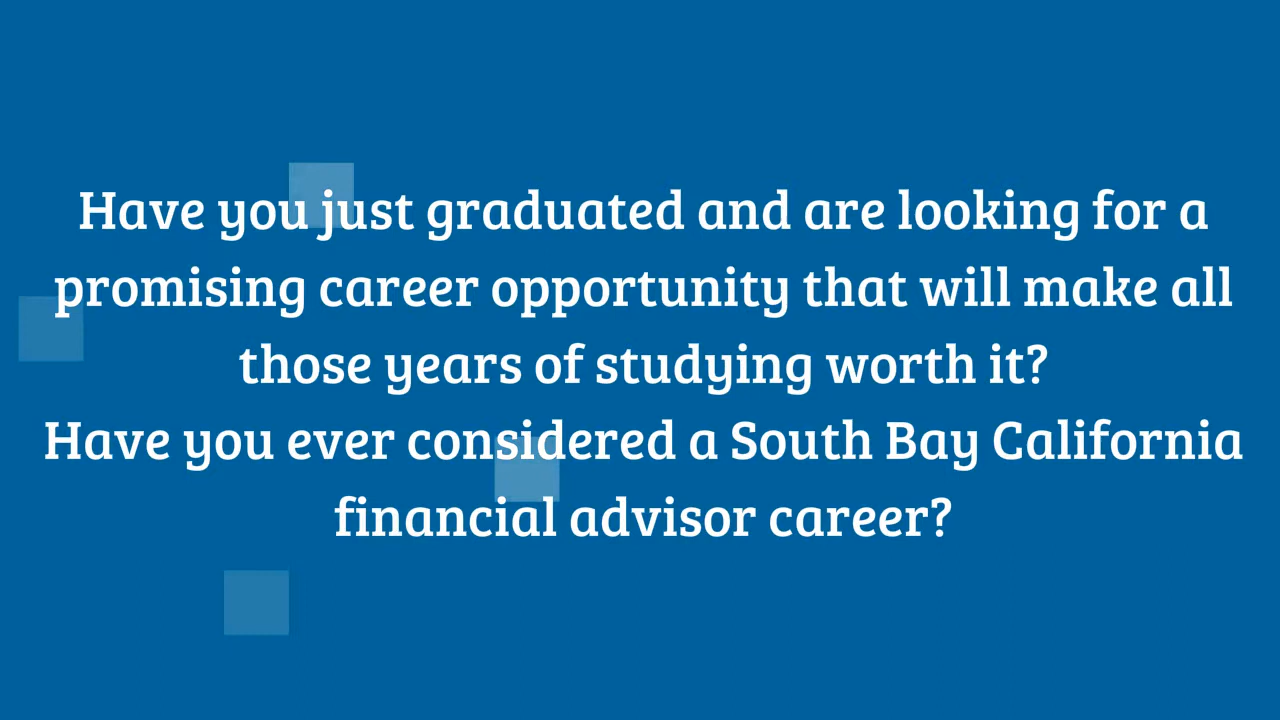 Have you just graduated and are looking for a
promising career opportunity that will make all
those years of studying worth it?
Have you ever considered a South Bay California
financial advisor career?